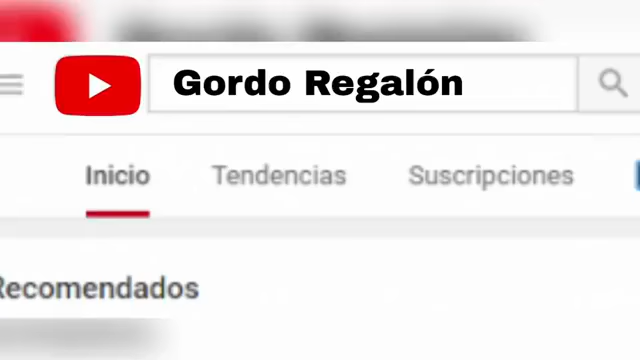 Gordo Regalón
Inicio Tendencias Suscripciones
Recomendados